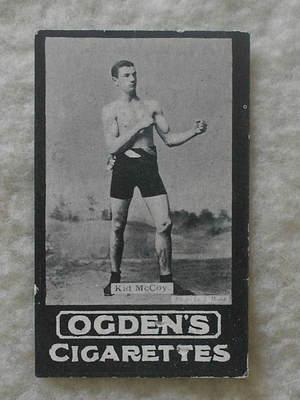 Kid McCoy.
OGDEN'S
CIGARETTES